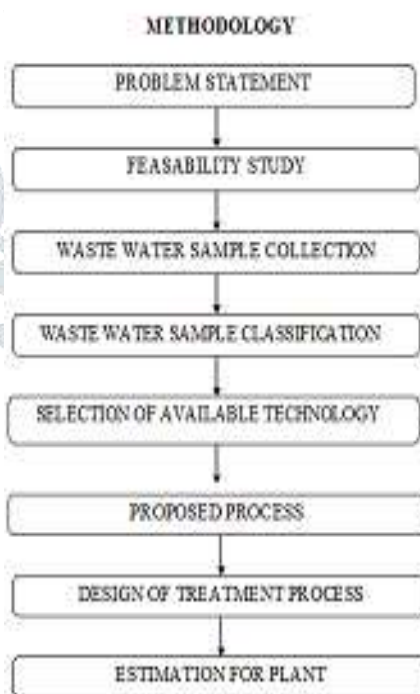 METHODOLOGY
PROBLEM STATEMENT
FEASABILITY STUDY
WASTE WATER SAMPLE COLLECTION
WASTE WATER SAMPLE CLASSIFICATION
SELECTION OF AVAILABLE TECHNOLOGY
PROPOSED PROCESS
DESIGN OF TREATMENT PROCESS
ESTIMATION FOR PLANT